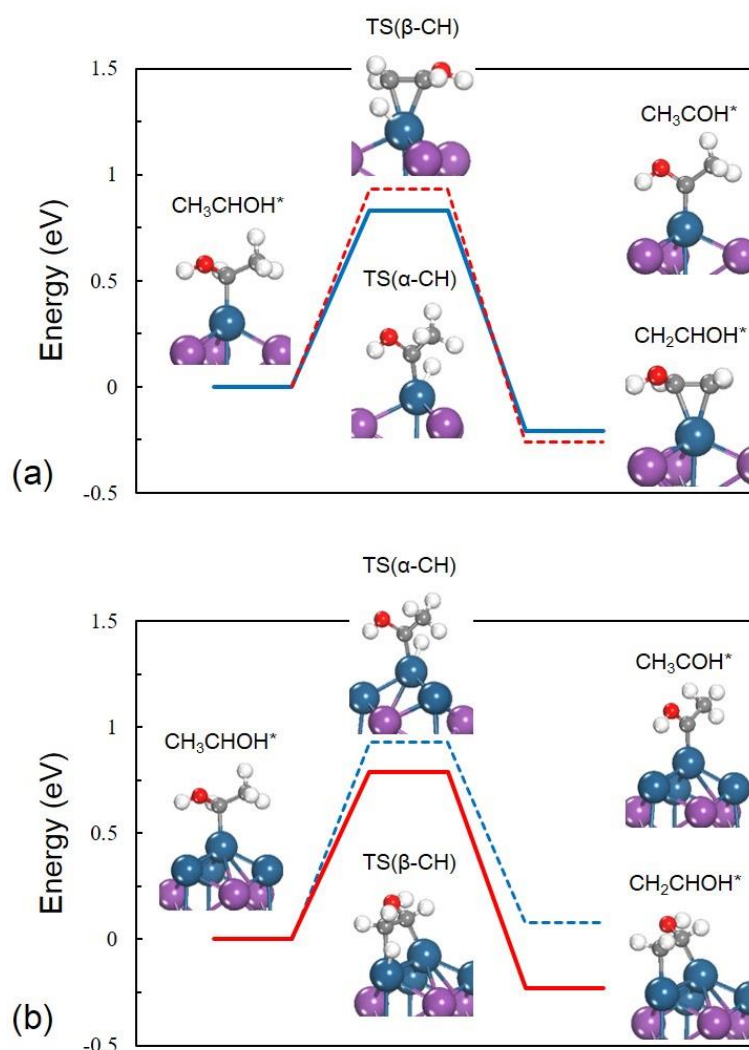 TS(β-CH)
1.5
CH₃COH*
1
CH₃CHOH*
Energy (eV)
0.5
TS(α-CH)
CH₂CHOH*
0
(a)
-0.5
TS(α-CH)
1.5
CH₃COH*
1
CH₃CHOH*
Energy (eV)
0.5
TS(β-CH)
CH₂CHOH*
0
(b)
-0.5